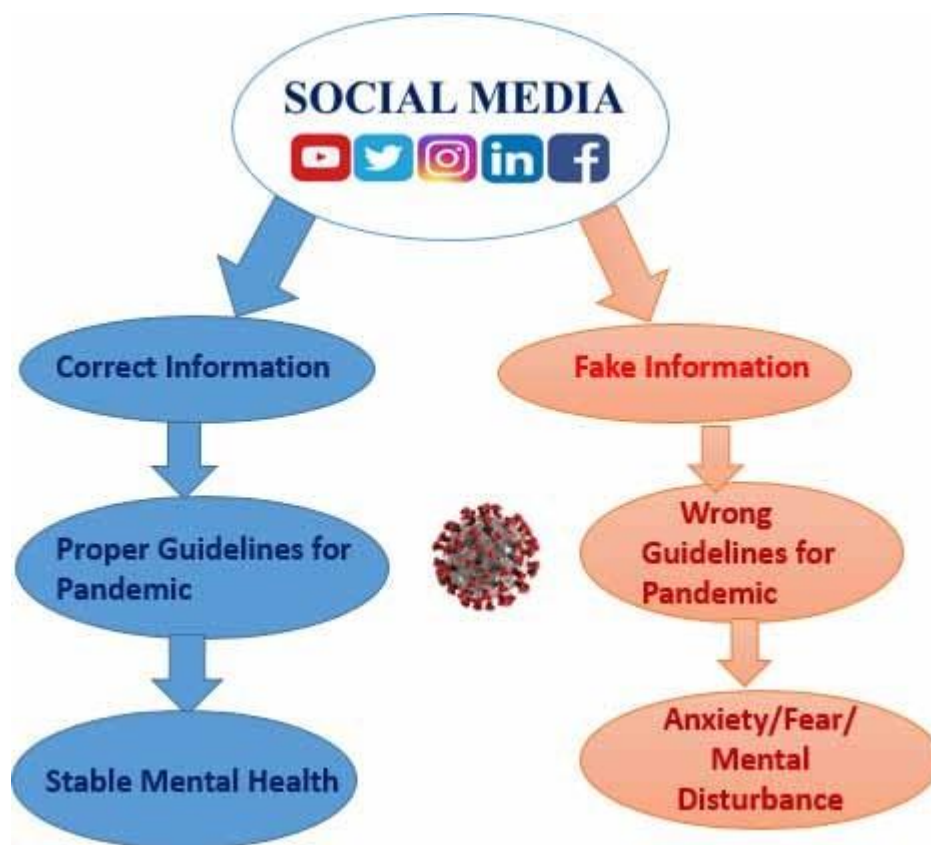 SOCIAL MEDIA
in f
Correct Information
Proper Guidelines for
Pandemic
Stable Mental Health
Fake Information
Wrong
Guidelines for
Pandemic
Anxiety/Fear/
Mental
Disturbance